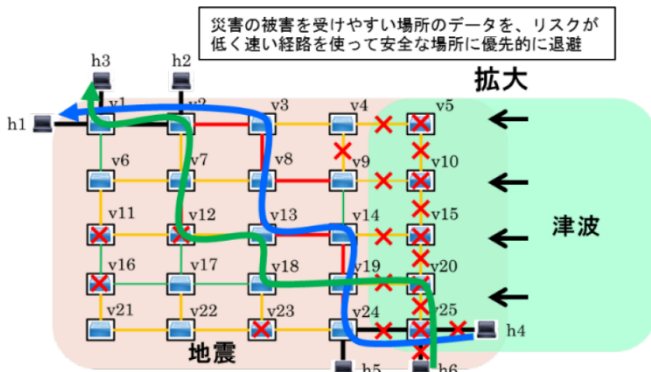 災害の被害を受けやすい場所のデータを、リスクが
低く速い経路を使って安全な場所に優先的に退避
h3 h2
拡大
h1 v1 v2 v3 v4 v5
v6 v7 v8 v9 v10
v11 v12 v13 v14 v15
津波
v16 v17 v18 v19 v20
v21 v22 v23 v24 v25
h4
地震
h5 h6